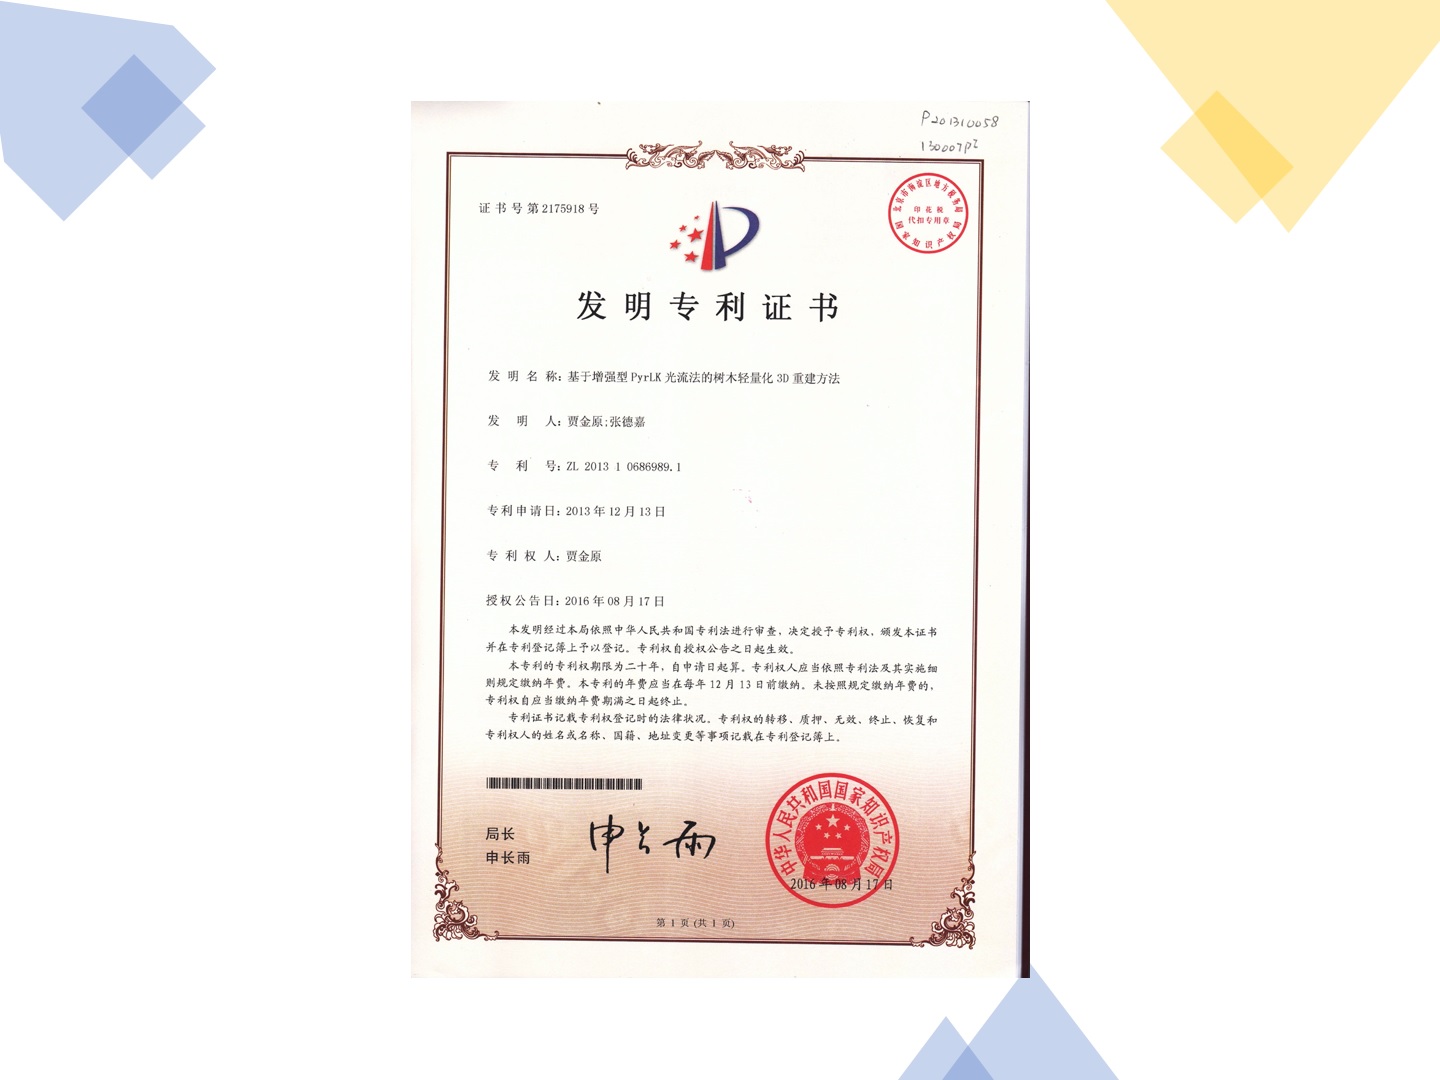 P201310058
130007P2
证书号第2175918号
北京市海淀区地方税务局
印花税
代扣专用章
国家知识产权局
发明专利证书
发明名称：基于增强型PyrLK光流法的树木轻量化3D重建方法
发明人：贾金原;张德嘉
专利号：ZL 2013 1 0686989.1
专利申请日：2013年12月13日
专利权人：贾金原
授权公告日：2016年08月17日
本发明经过本局依照中华人民共和国专利法进行审查，决定授予专利权，颁发本证书
并在专利登记簿上予以登记。专利权自授权公告之日起生效。
本专利的专利权期限为二十年，自申请日起算。专利权人应当依照专利法及其实施细
则规定缴纳年费。本专利的年费应当在每年12月13日前缴纳。未按照规定缴纳年费的，
专利权自应当缴纳年费期满之日起终止。
专利证书记载专利权登记时的法律状况。专利权的转移、质押、无效、终止、恢复和
专利权人的姓名或名称、国籍、地址变更等事项记载在专利登记簿上。
局长
申长雨
申长雨
中华人民共和国国家知识产权局
2016年08月17日
第 1 页 (共 1 页)